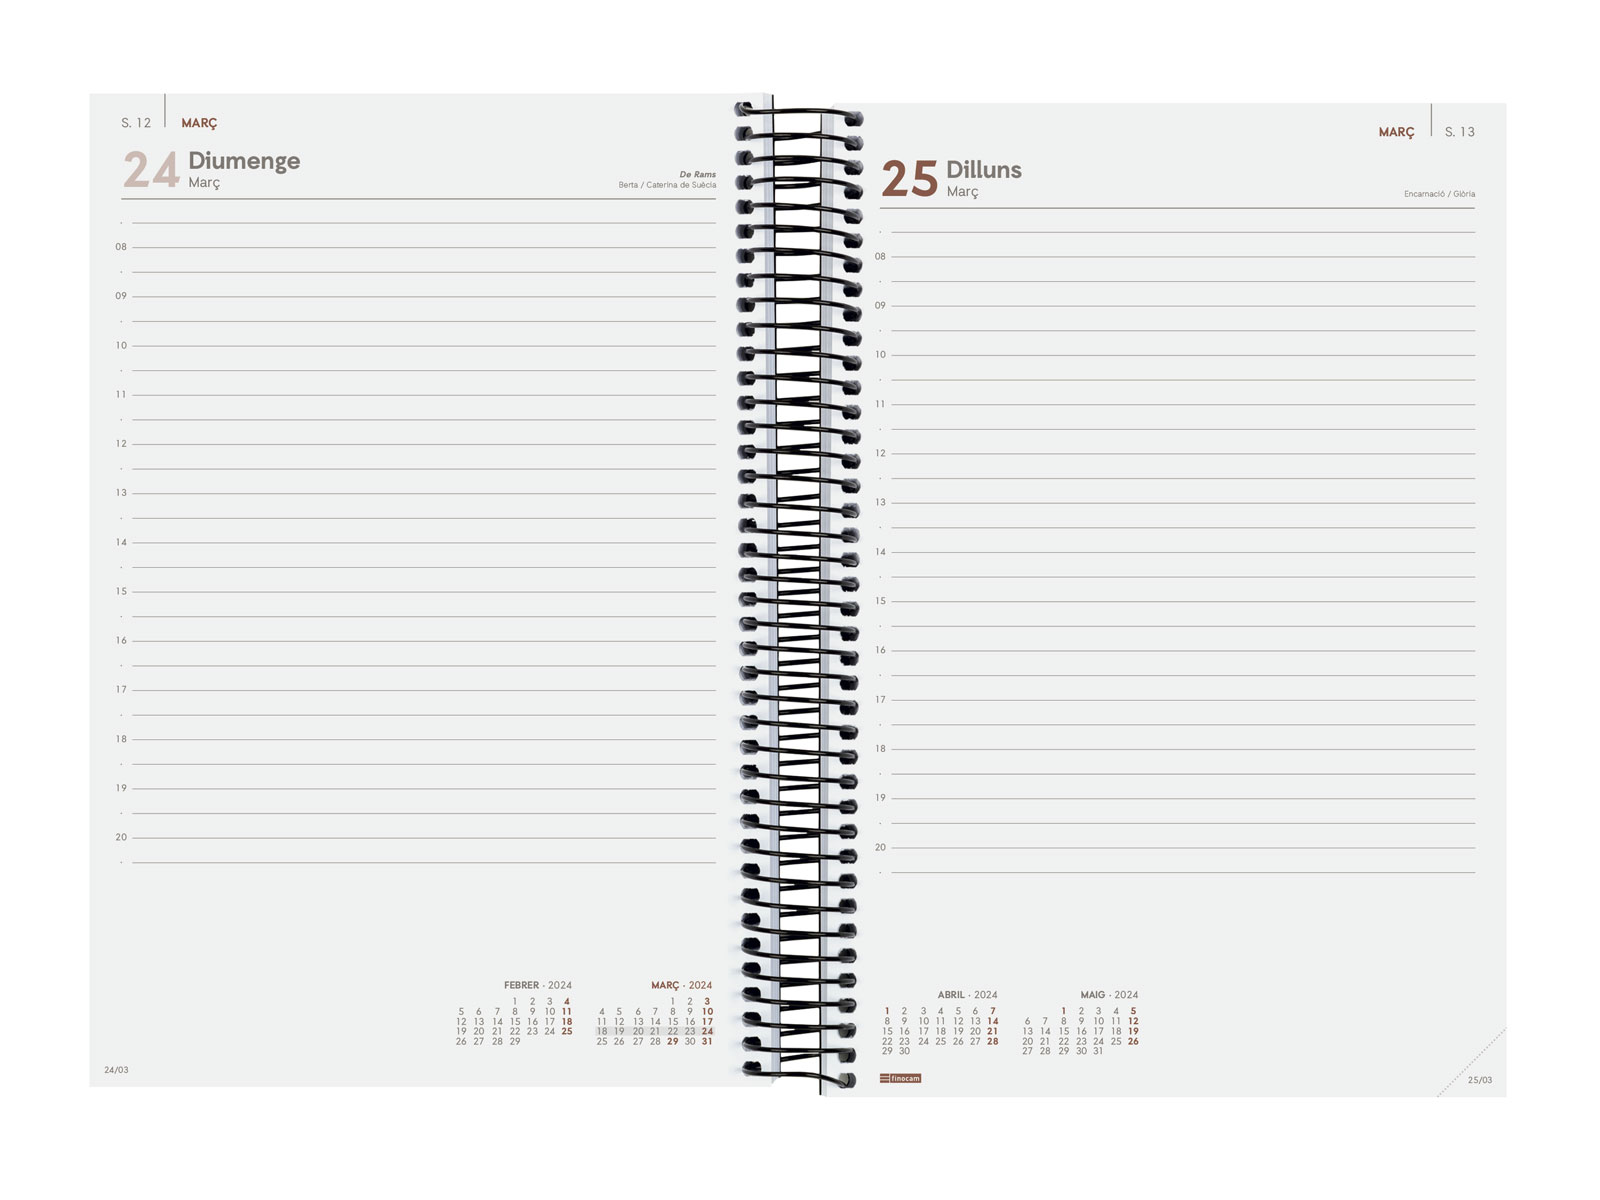 S. 12 MARÇ
24 Diumenge
Març
De Rams
Berta / Caterina de Suècia
08
09
10
11
12
13
14
15
16
17
18
19
20
FEBRER · 2024
1 2 3 4
5 6 7 8 9 10 11
12 13 14 15 16 17 18
19 20 21 22 23 24 25
26 27 28 29
MARÇ · 2024
1 2 3
4 5 6 7 8 9 10
11 12 13 14 15 16 17
18 19 20 21 22 23 24
25 26 27 28 29 30 31
24/03
MARÇ S. 13
25 Dilluns
Març
Encarnació / Glòria
08
09
10
11
12
13
14
15
16
17
18
19
20
ABRIL · 2024
1 2 3 4 5 6 7
8 9 10 11 12 13 14
15 16 17 18 19 20 21
22 23 24 25 26 27 28
29 30
MAIG · 2024
1 2 3 4 5
6 7 8 9 10 11 12
13 14 15 16 17 18 19
20 21 22 23 24 25 26
27 28 29 30 31
finocam
25/03